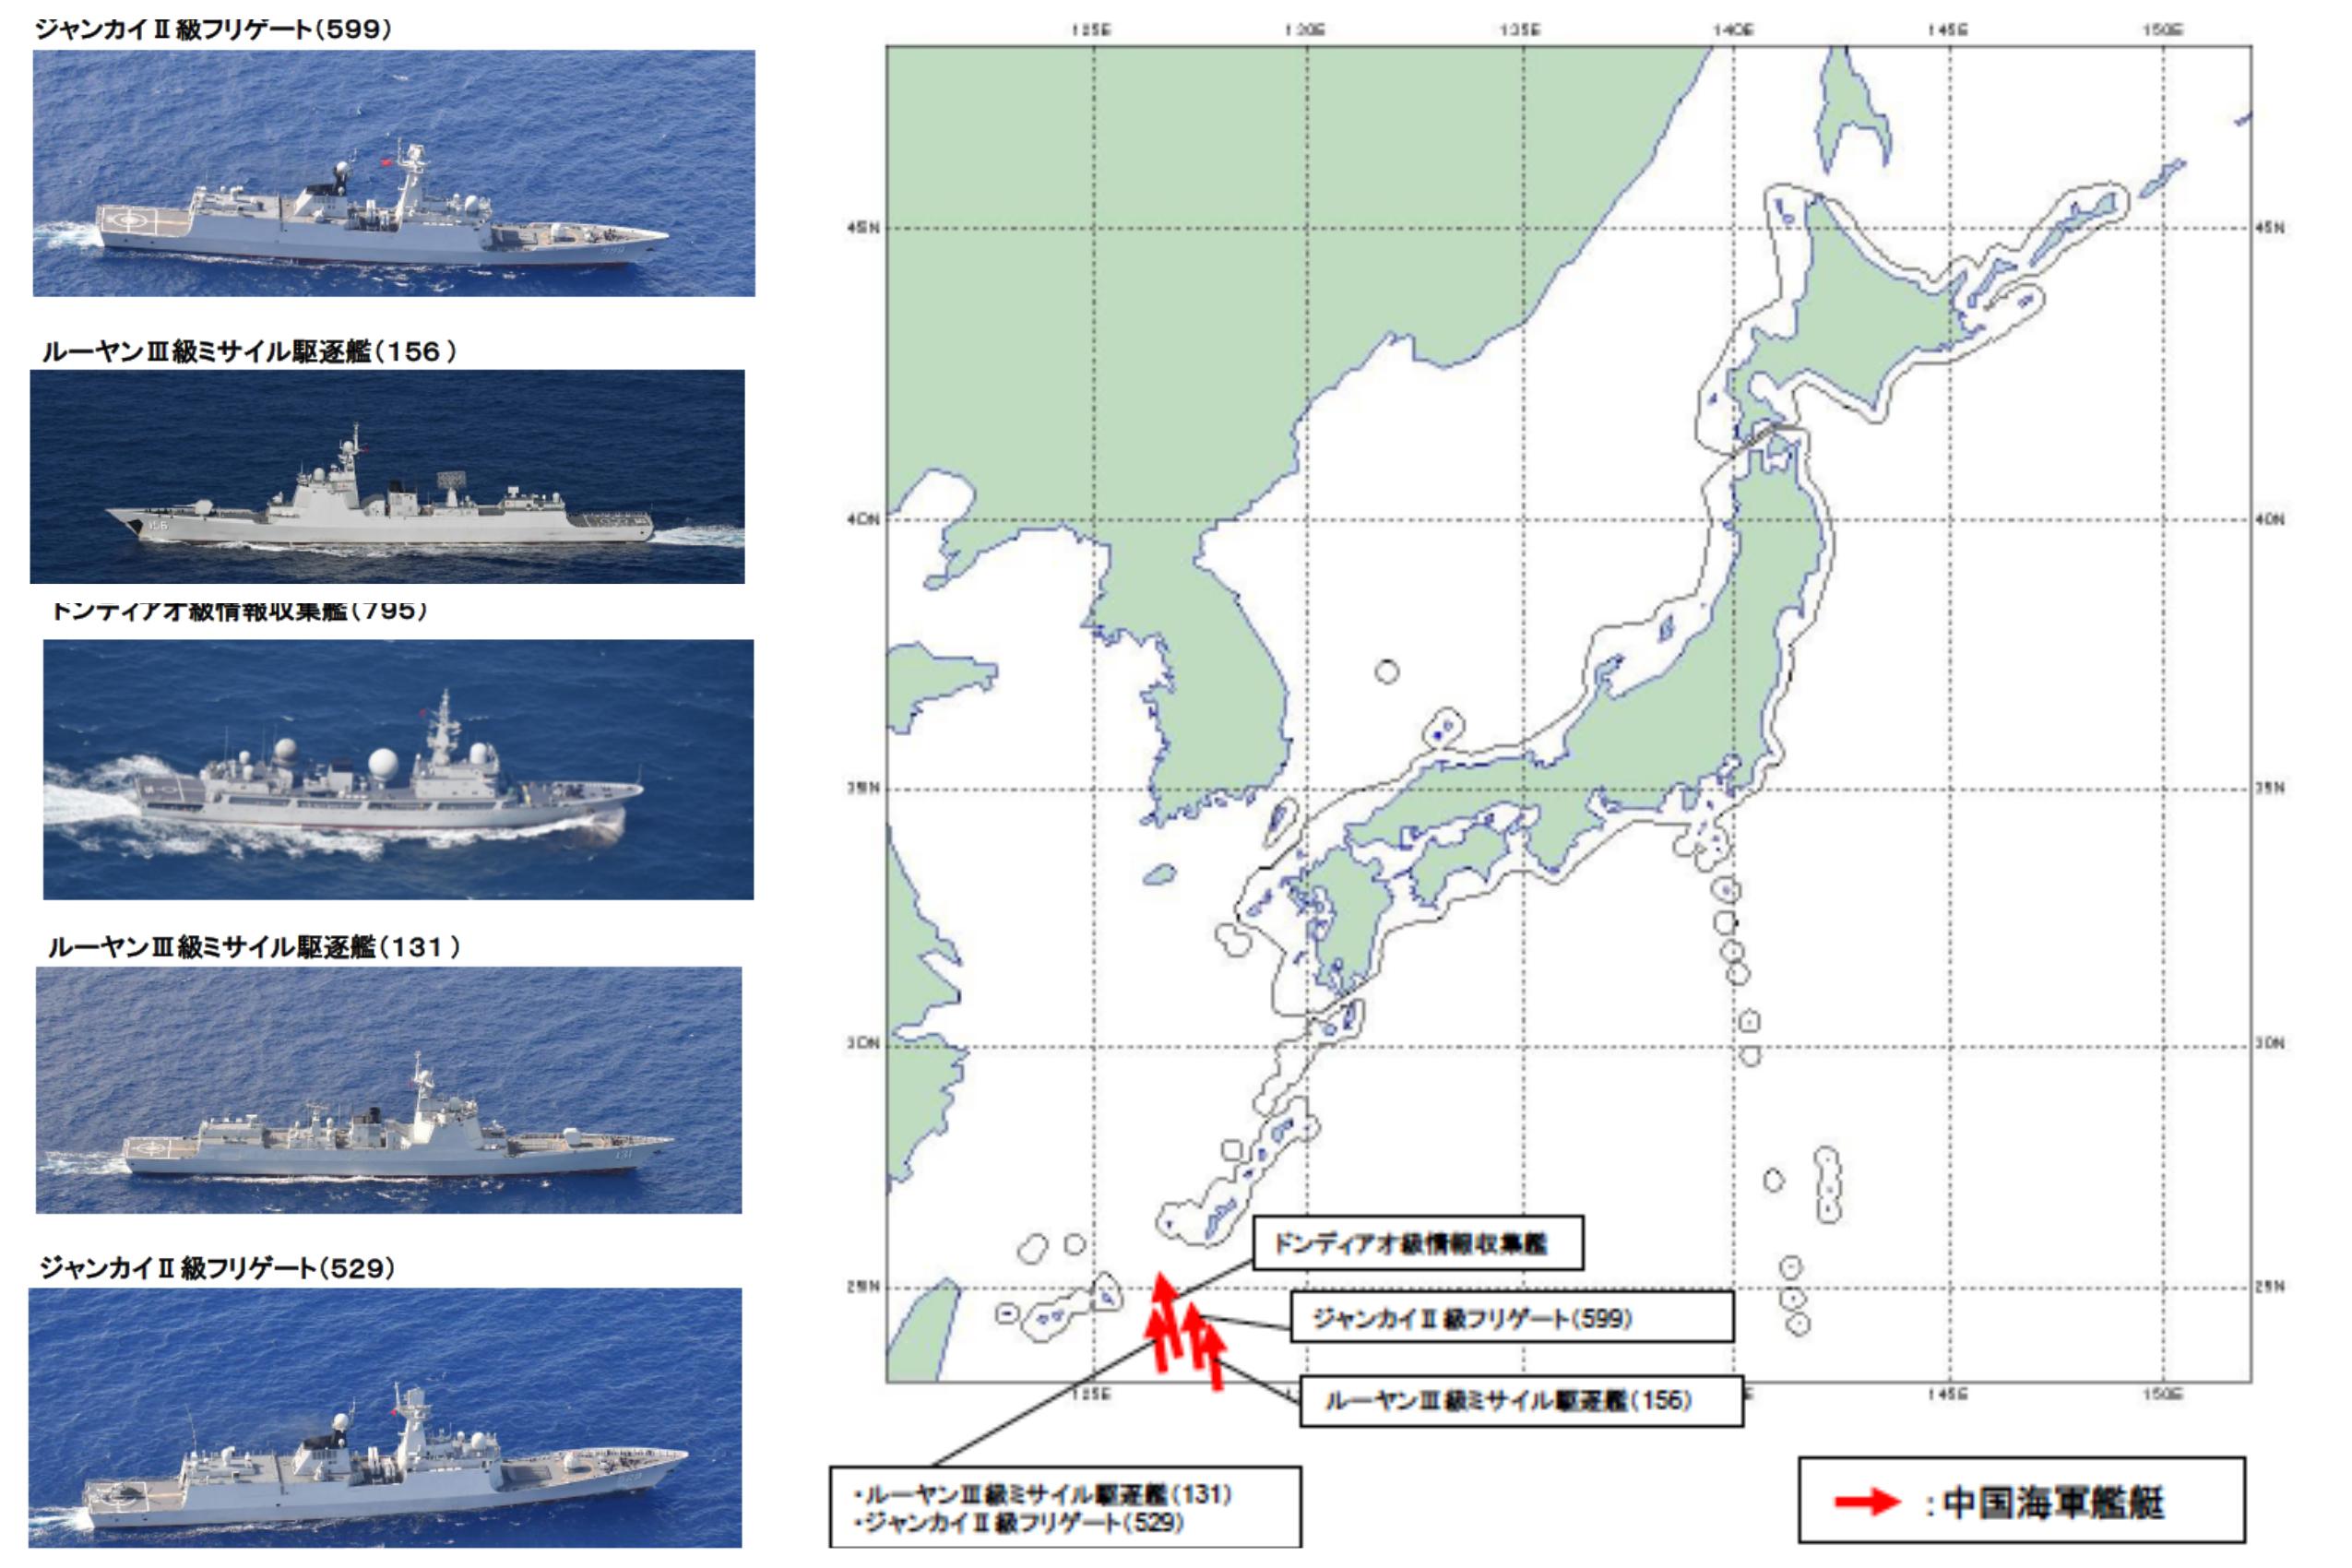 ジャンカイⅡ級フリゲート(599)
ルーヤンⅢ級ミサイル駆逐艦(156)
156
ドンディアオ級情報収集艦(795)
ルーヤンⅢ級ミサイル駆逐艦(131)
131
ジャンカイⅡ級フリゲート(529)
125E 130E 135E 140E 145E 150E
45N 45N
40N 40N
35N 35N
30N 30N
25N 25N
125E 145E 150E
ドンディアオ級情報収集艦
ジャンカイⅡ級フリゲート(599)
ルーヤンⅢ級ミサイル駆逐艦(156)
・ルーヤンⅢ級ミサイル駆逐艦(131)
・ジャンカイⅡ級フリゲート(529)
:中国海軍艦艇